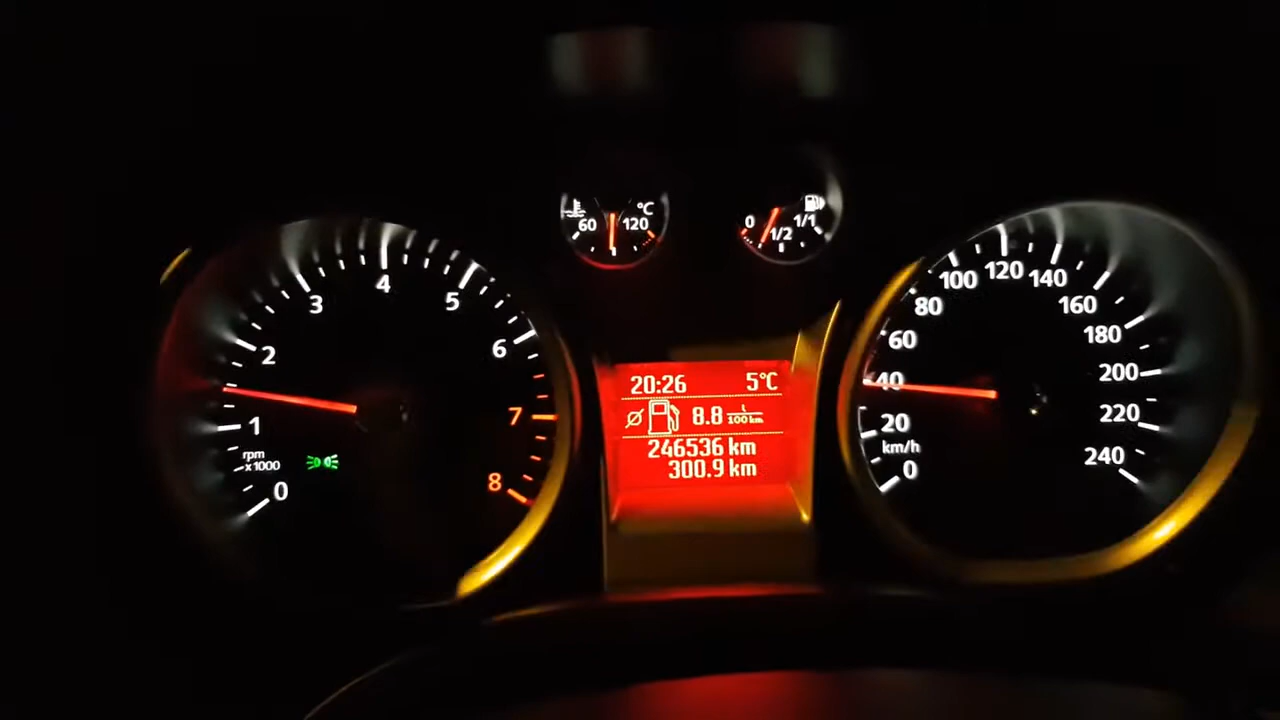 60 120 °C
0 1/2 1/1
0 1 2 3 4 5 6 7 8
rpm
x1000
20:26 5°C
Ø 8.8 L/100km
246536 km
300.9 km
0 20 40 60 80 100 120 140 160 180 200 220 240
km/h